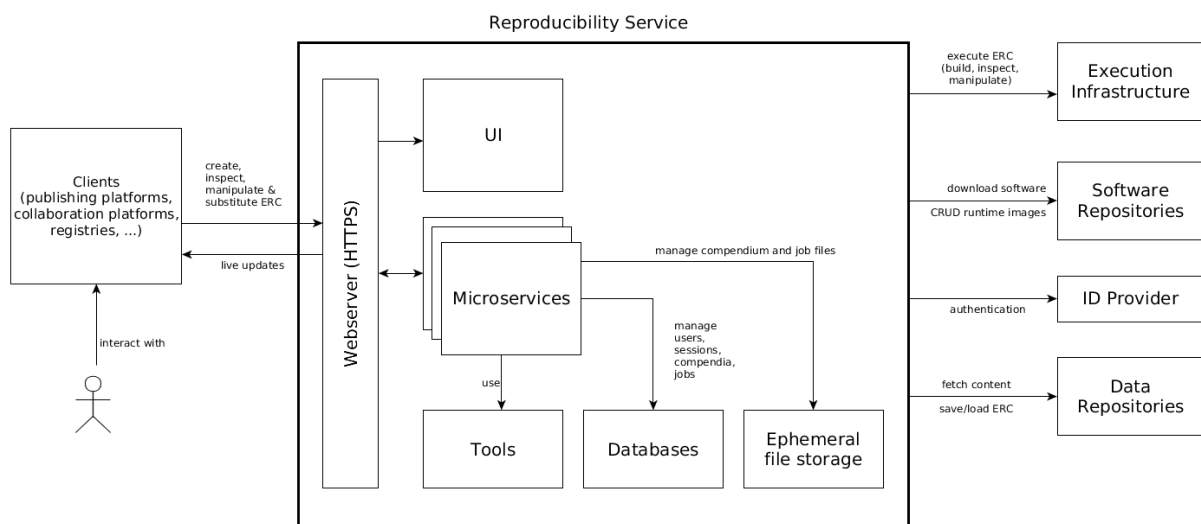 Reproducibility Service
Clients
(publishing platforms,
collaboration platforms,
registries, ...)
interact with
create,
inspect,
manipulate &
substitute ERC
live updates
Webserver (HTTPS)
UI
Microservices
manage compendium and job files
manage
users,
sessions,
compendia,
jobs
use
Tools
Databases
Ephemeral
file storage
execute ERC
(build, inspect,
manipulate)
Execution
Infrastructure
download software
CRUD runtime images
Software
Repositories
authentication
ID Provider
fetch content
save/load ERC
Data
Repositories